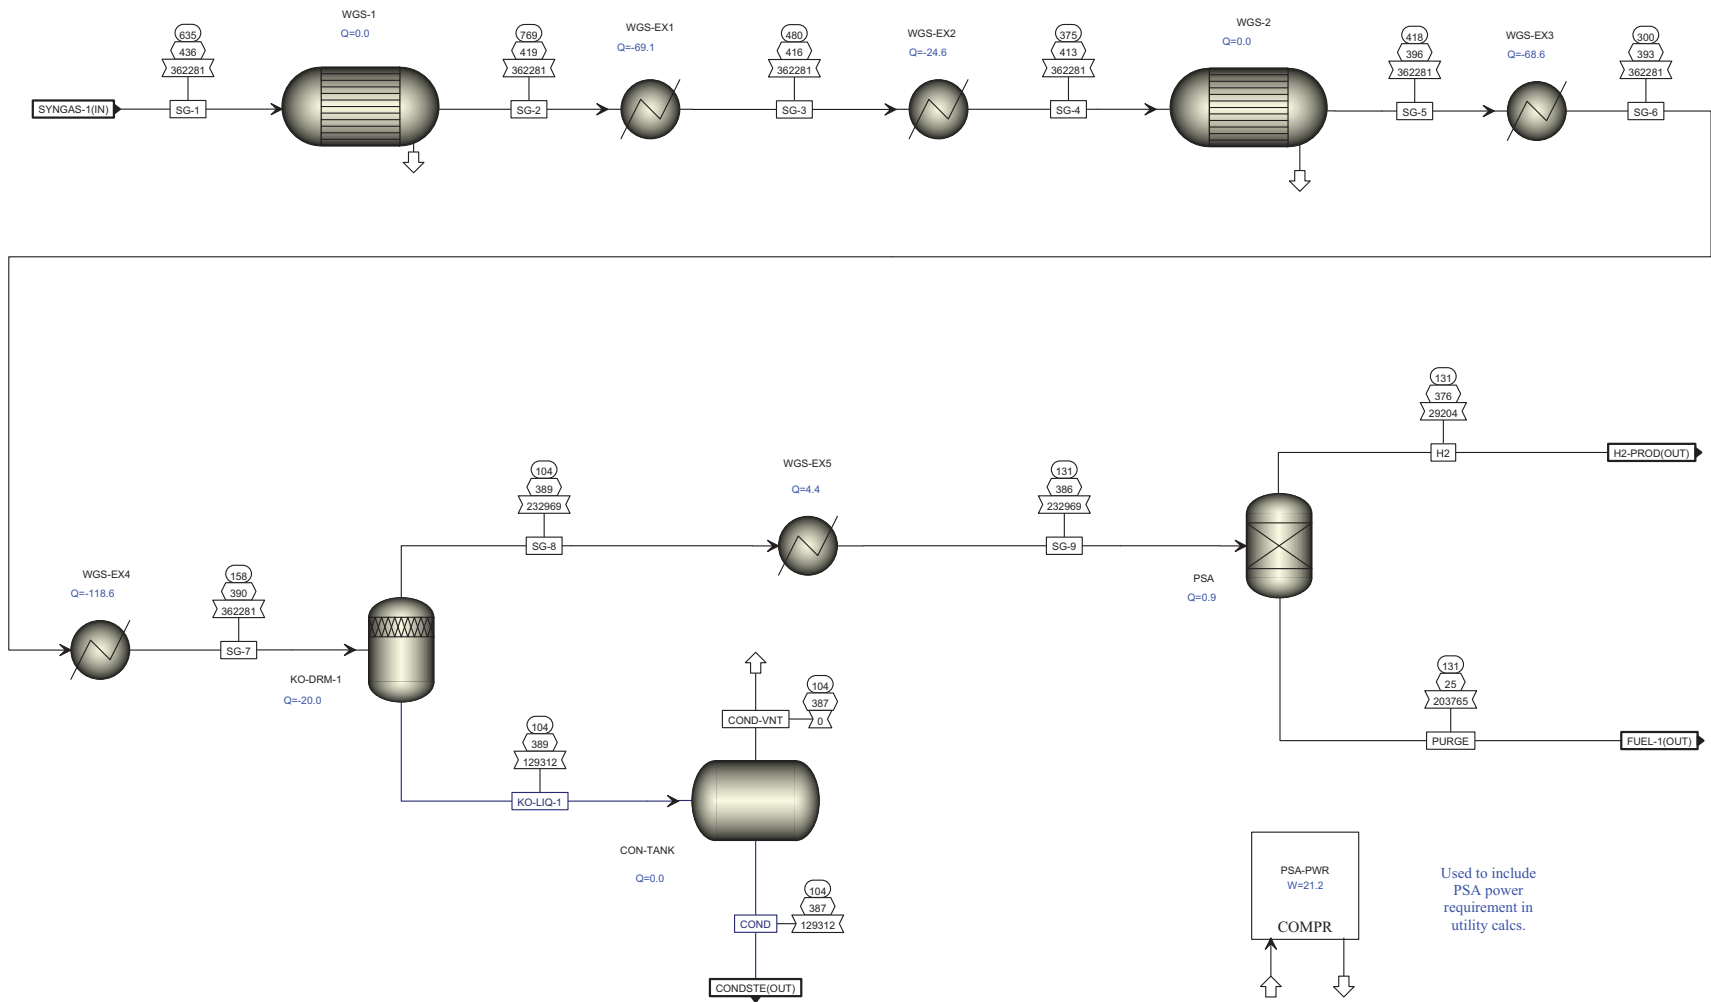 WGS-1
Q=0.0
WGS-EX1
Q=-69.1
WGS-EX2
Q=-24.6
WGS-2
Q=0.0
WGS-EX3
Q=-68.6
635
436
362281
769
419
362281
480
416
362281
375
413
362281
418
396
362281
300
393
362281
SYNGAS-1(IN)
SG-1
SG-2
SG-3
SG-4
SG-5
SG-6
131
376
29204
H2
H2-PROD(OUT)
104
389
232969
SG-8
WGS-EX5
Q=4.4
131
386
232969
SG-9
PSA
Q=0.9
WGS-EX4
Q=-118.6
158
390
362281
SG-7
KO-DRM-1
Q=-20.0
104
389
129312
KO-LIQ-1
COND-VNT
104
387
0
131
25
203765
PURGE
FUEL-1(OUT)
CON-TANK
Q=0.0
104
387
129312
COND
CONDSTE(OUT)
PSA-PWR
W=21.2
COMPR
Used to include
PSA power
requirement in
utility calcs.